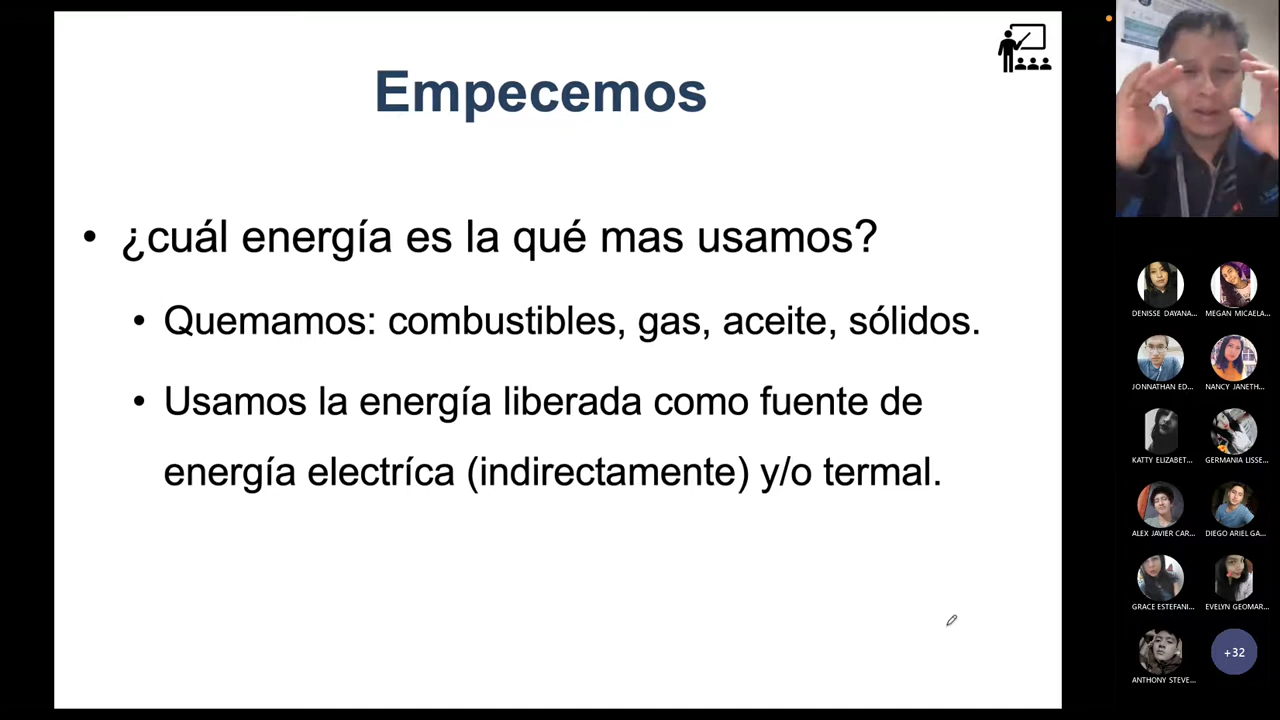 Empecemos
• ¿cuál energía es la qué mas usamos?
• Quemamos: combustibles, gas, aceite, sólidos.
• Usamos la energía liberada como fuente de
energía electríca (indirectamente) y/o termal.
DENISSE DAYANA...
MEGAN MICAELA...
JONNATHAN ED...
NANCY JANETH...
KATTY ELIZABET...
GERMANIA LISSE...
ALEX JAVIER CAR...
DIEGO ARIEL GA...
GRACE ESTEFANI...
EVELYN GEOMAR...
ANTHONY STEVE...
+32